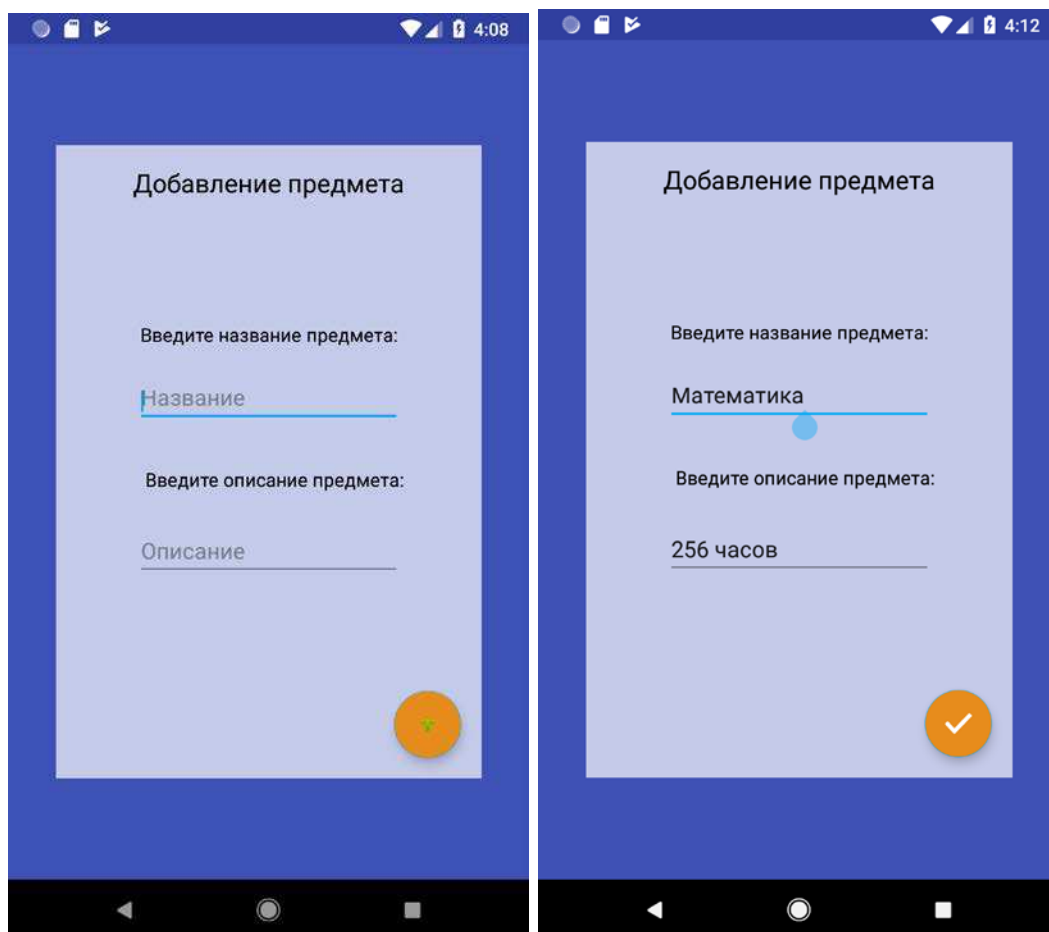 4:08
Добавление предмета
Введите название предмета:
Название
Введите описание предмета:
Описание
4:12
Добавление предмета
Введите название предмета:
Математика
Введите описание предмета:
256 часов